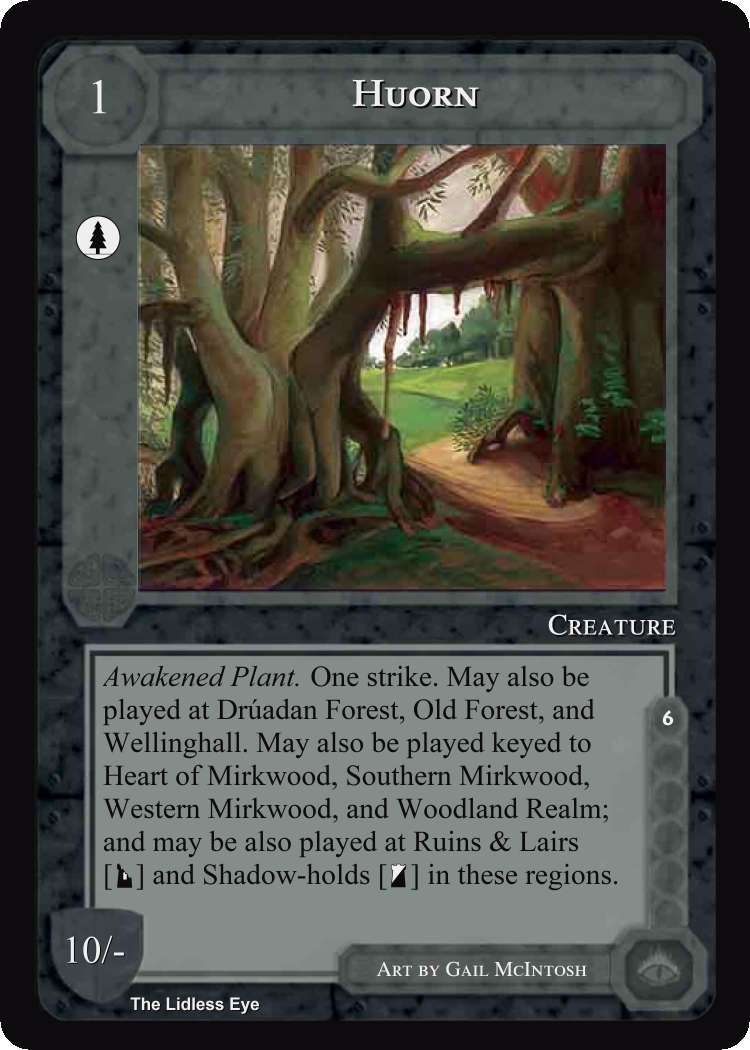 1
Huorn
Creature
Awakened Plant. One strike. May also be
played at Drúadan Forest, Old Forest, and
Wellinghall. May also be played keyed to
Heart of Mirkwood, Southern Mirkwood,
Western Mirkwood, and Woodland Realm;
and may be also played at Ruins & Lairs
[ ] and Shadow-holds [ ] in these regions.
6
10/-
Art by Gail McIntosh
The Lidless Eye